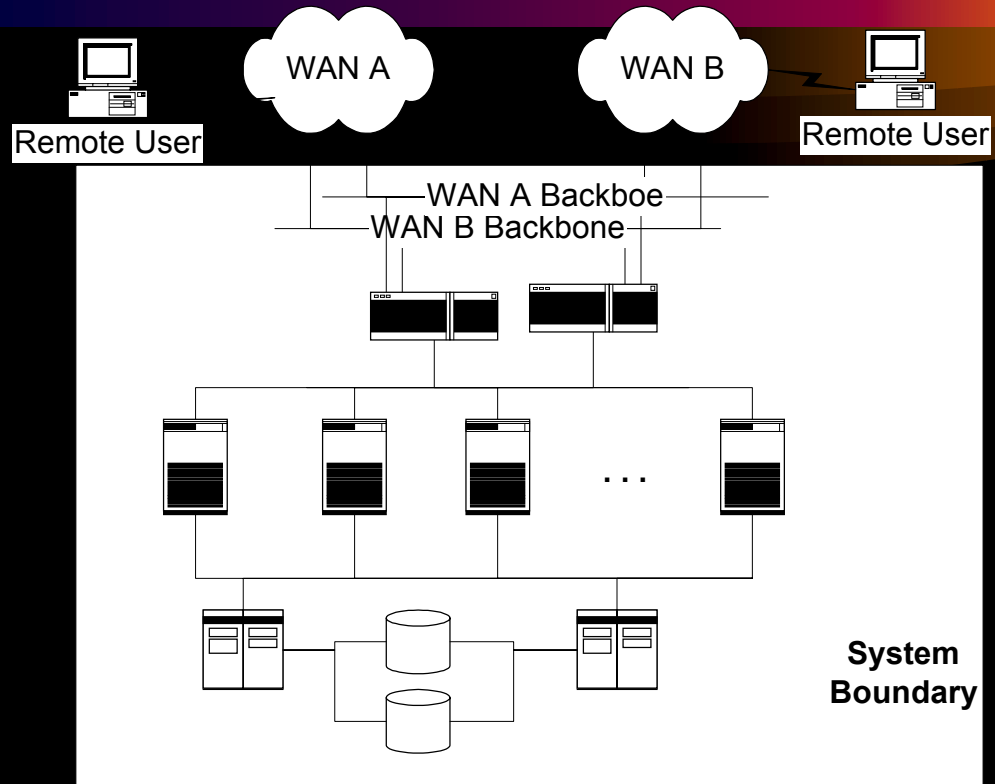 WAN A
WAN B
Remote User
Remote User
WAN A Backboe
WAN B Backbone
. . .
System
Boundary